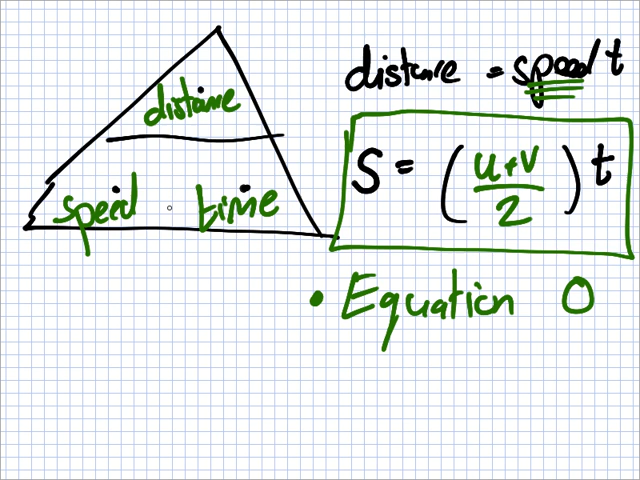 distance
speed · time
distance = speed t
S = (u+v/2) t
• Equation 0